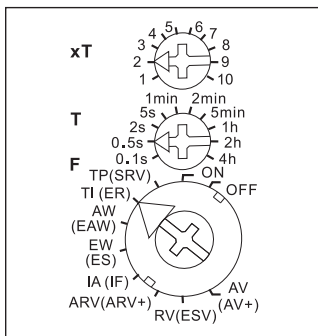 xT
1 2 3 4 5 6 7 8 9 10
T
0.1s 0.5s 2s 5s 1min 2min 5min 1h 2h 4h
F
ON
OFF
TP(SRV)
TI (ER)
AW
(EAW)
EW
(ES)
IA (IF)
ARV(ARV+)
RV(ESV)
AV
(AV+)